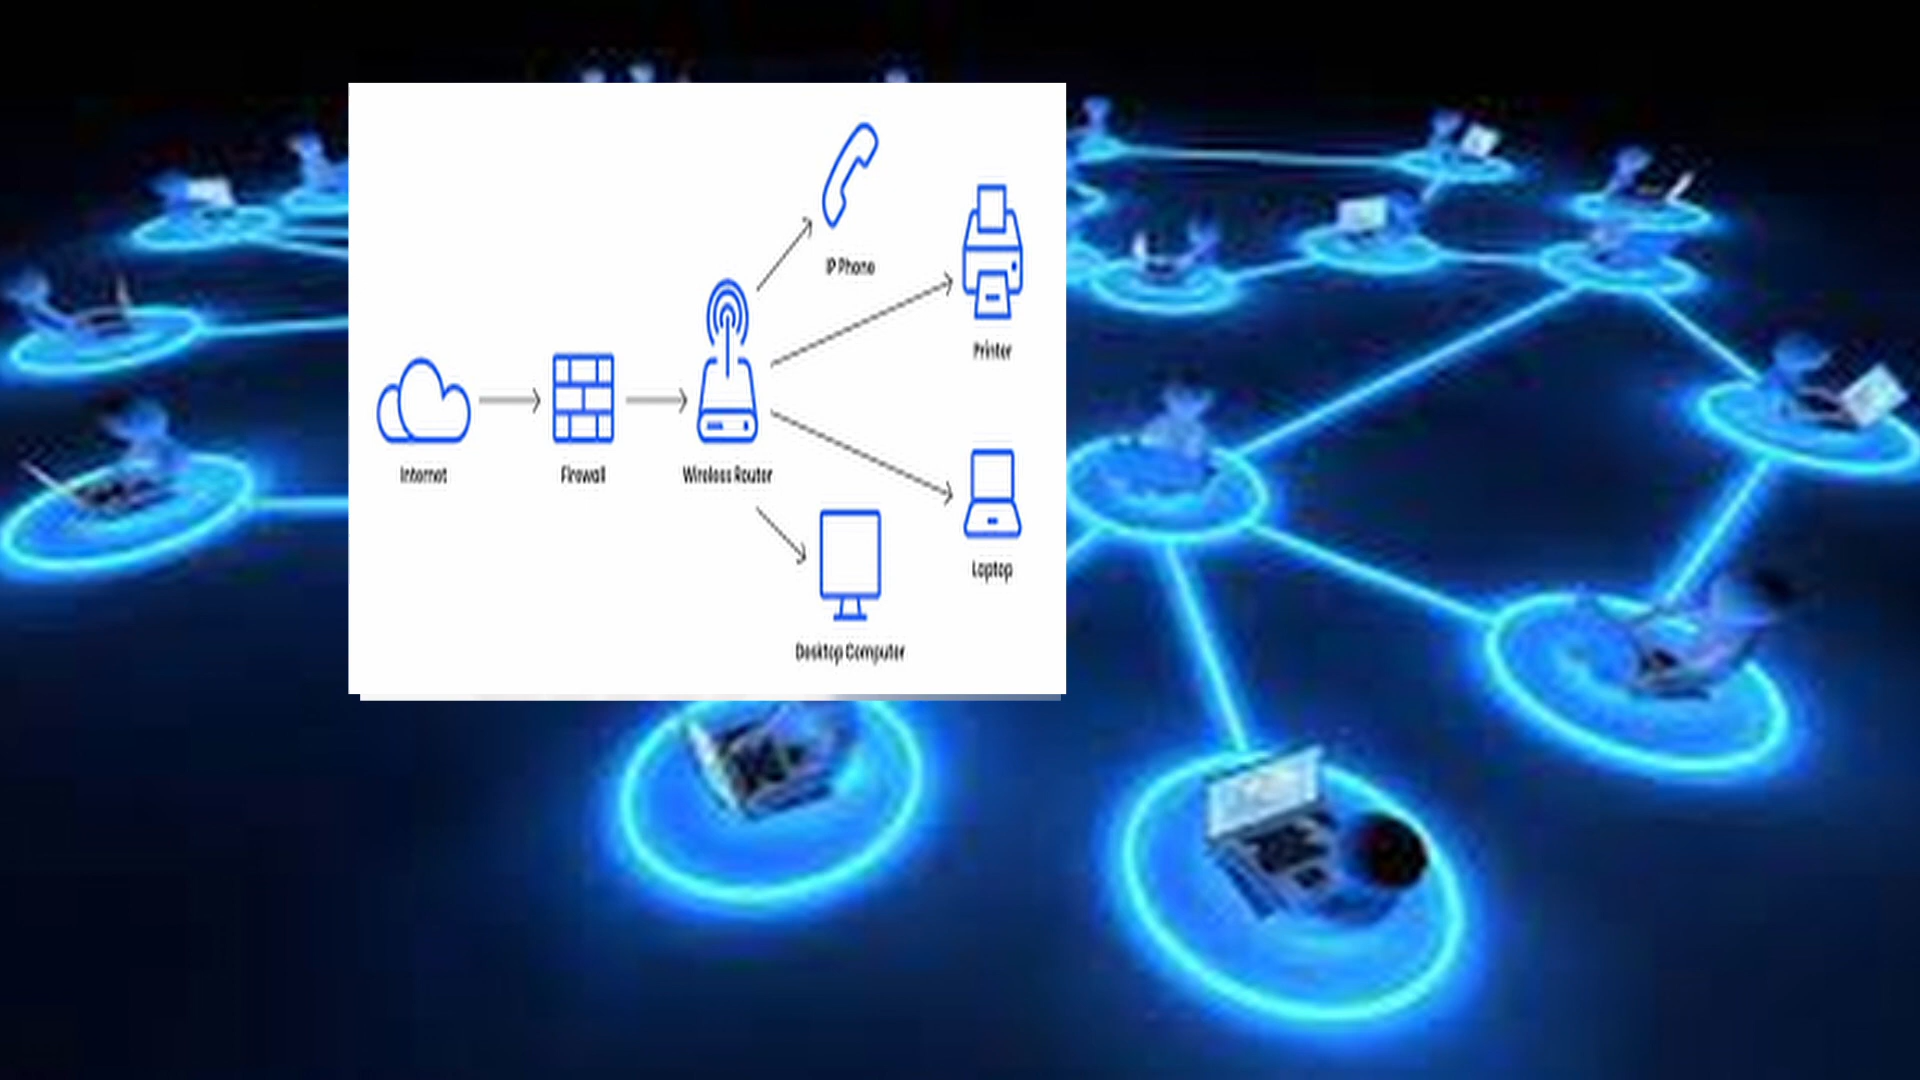 IP Phone
Printer
Internet
Firewall
Wireless Router
Laptop
Desktop Computer